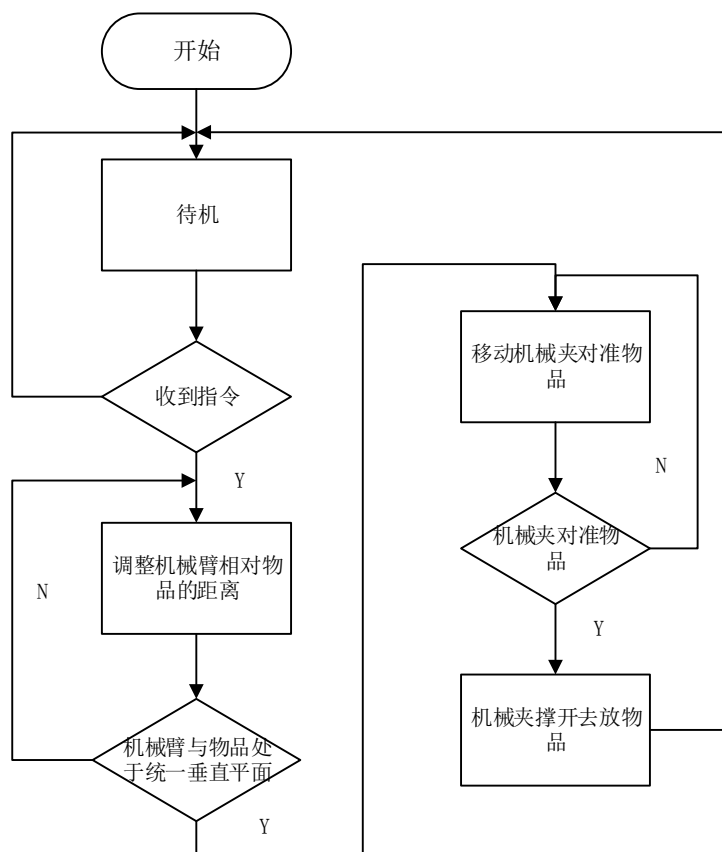 开始
待机
收到指令
Y
调整机械臂相对物
品的距离
N
机械臂与物品处
于统一垂直平面
Y
移动机械夹对准物
品
N
机械夹对准物
品
Y
机械夹撑开去放物
品